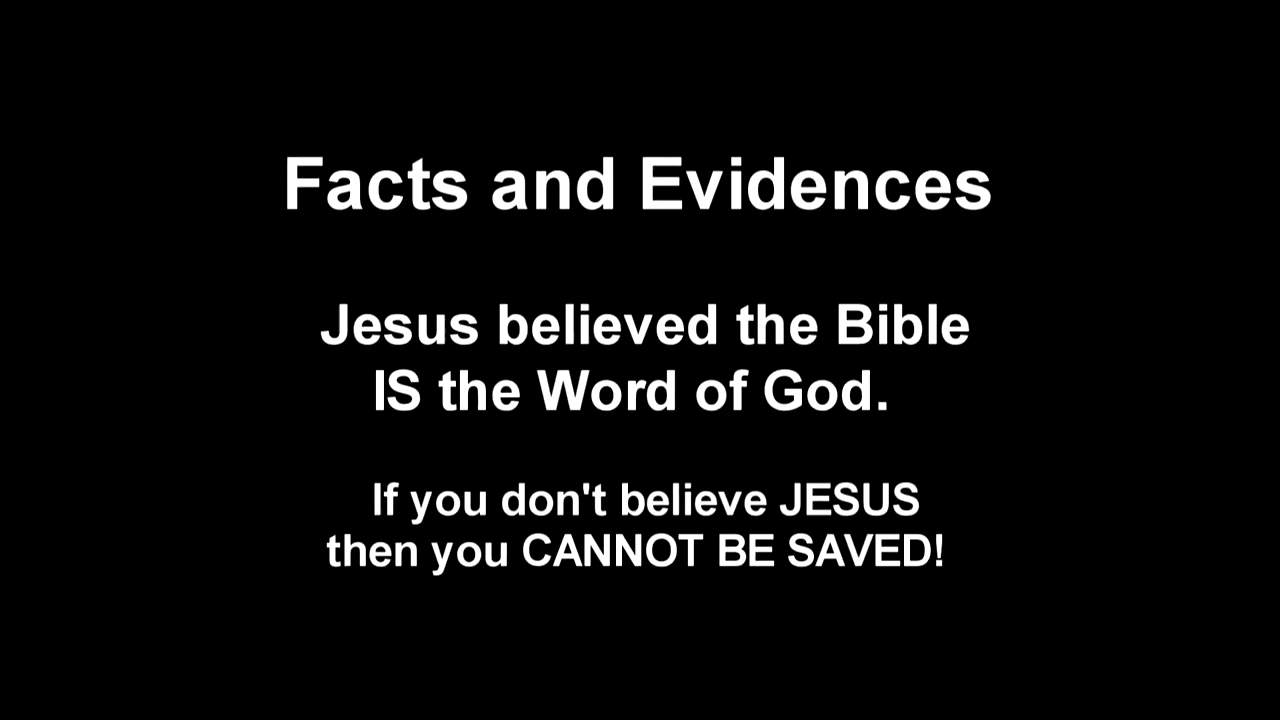 Facts and Evidences
Jesus believed the Bible
IS the Word of God.
If you don't believe JESUS
then you CANNOT BE SAVED!